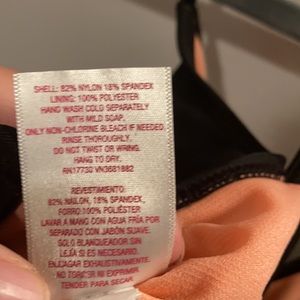 SHELL: 82% NYLON 18% SPANDEX
LINING: 100% POLYESTER
HAND WASH COLD SEPARATELY
WITH MILD SOAP.
ONLY NON-CHLORINE BLEACH IF NEEDED
RINSE THOROUGHLY.
DO NOT TWIST OR WRING.
HANG TO DRY.
RN17730 VN3681682
REVESTIMIENTO:
82% NAILON, 18% SPANDEX,
FORRO:100% POLIÉSTER
LAVAR A MANO CON AGUA FRÍA POR
SEPARADO CON JABÓN SUAVE.
SOLO BLANQUEADOR SIN
LEJÍA SI ES NECESARIO
ENJUAGAR EXHAUSTIVAMENTE.
NO TORCER NI EXPRIMIR
TENDER PARA SECAR